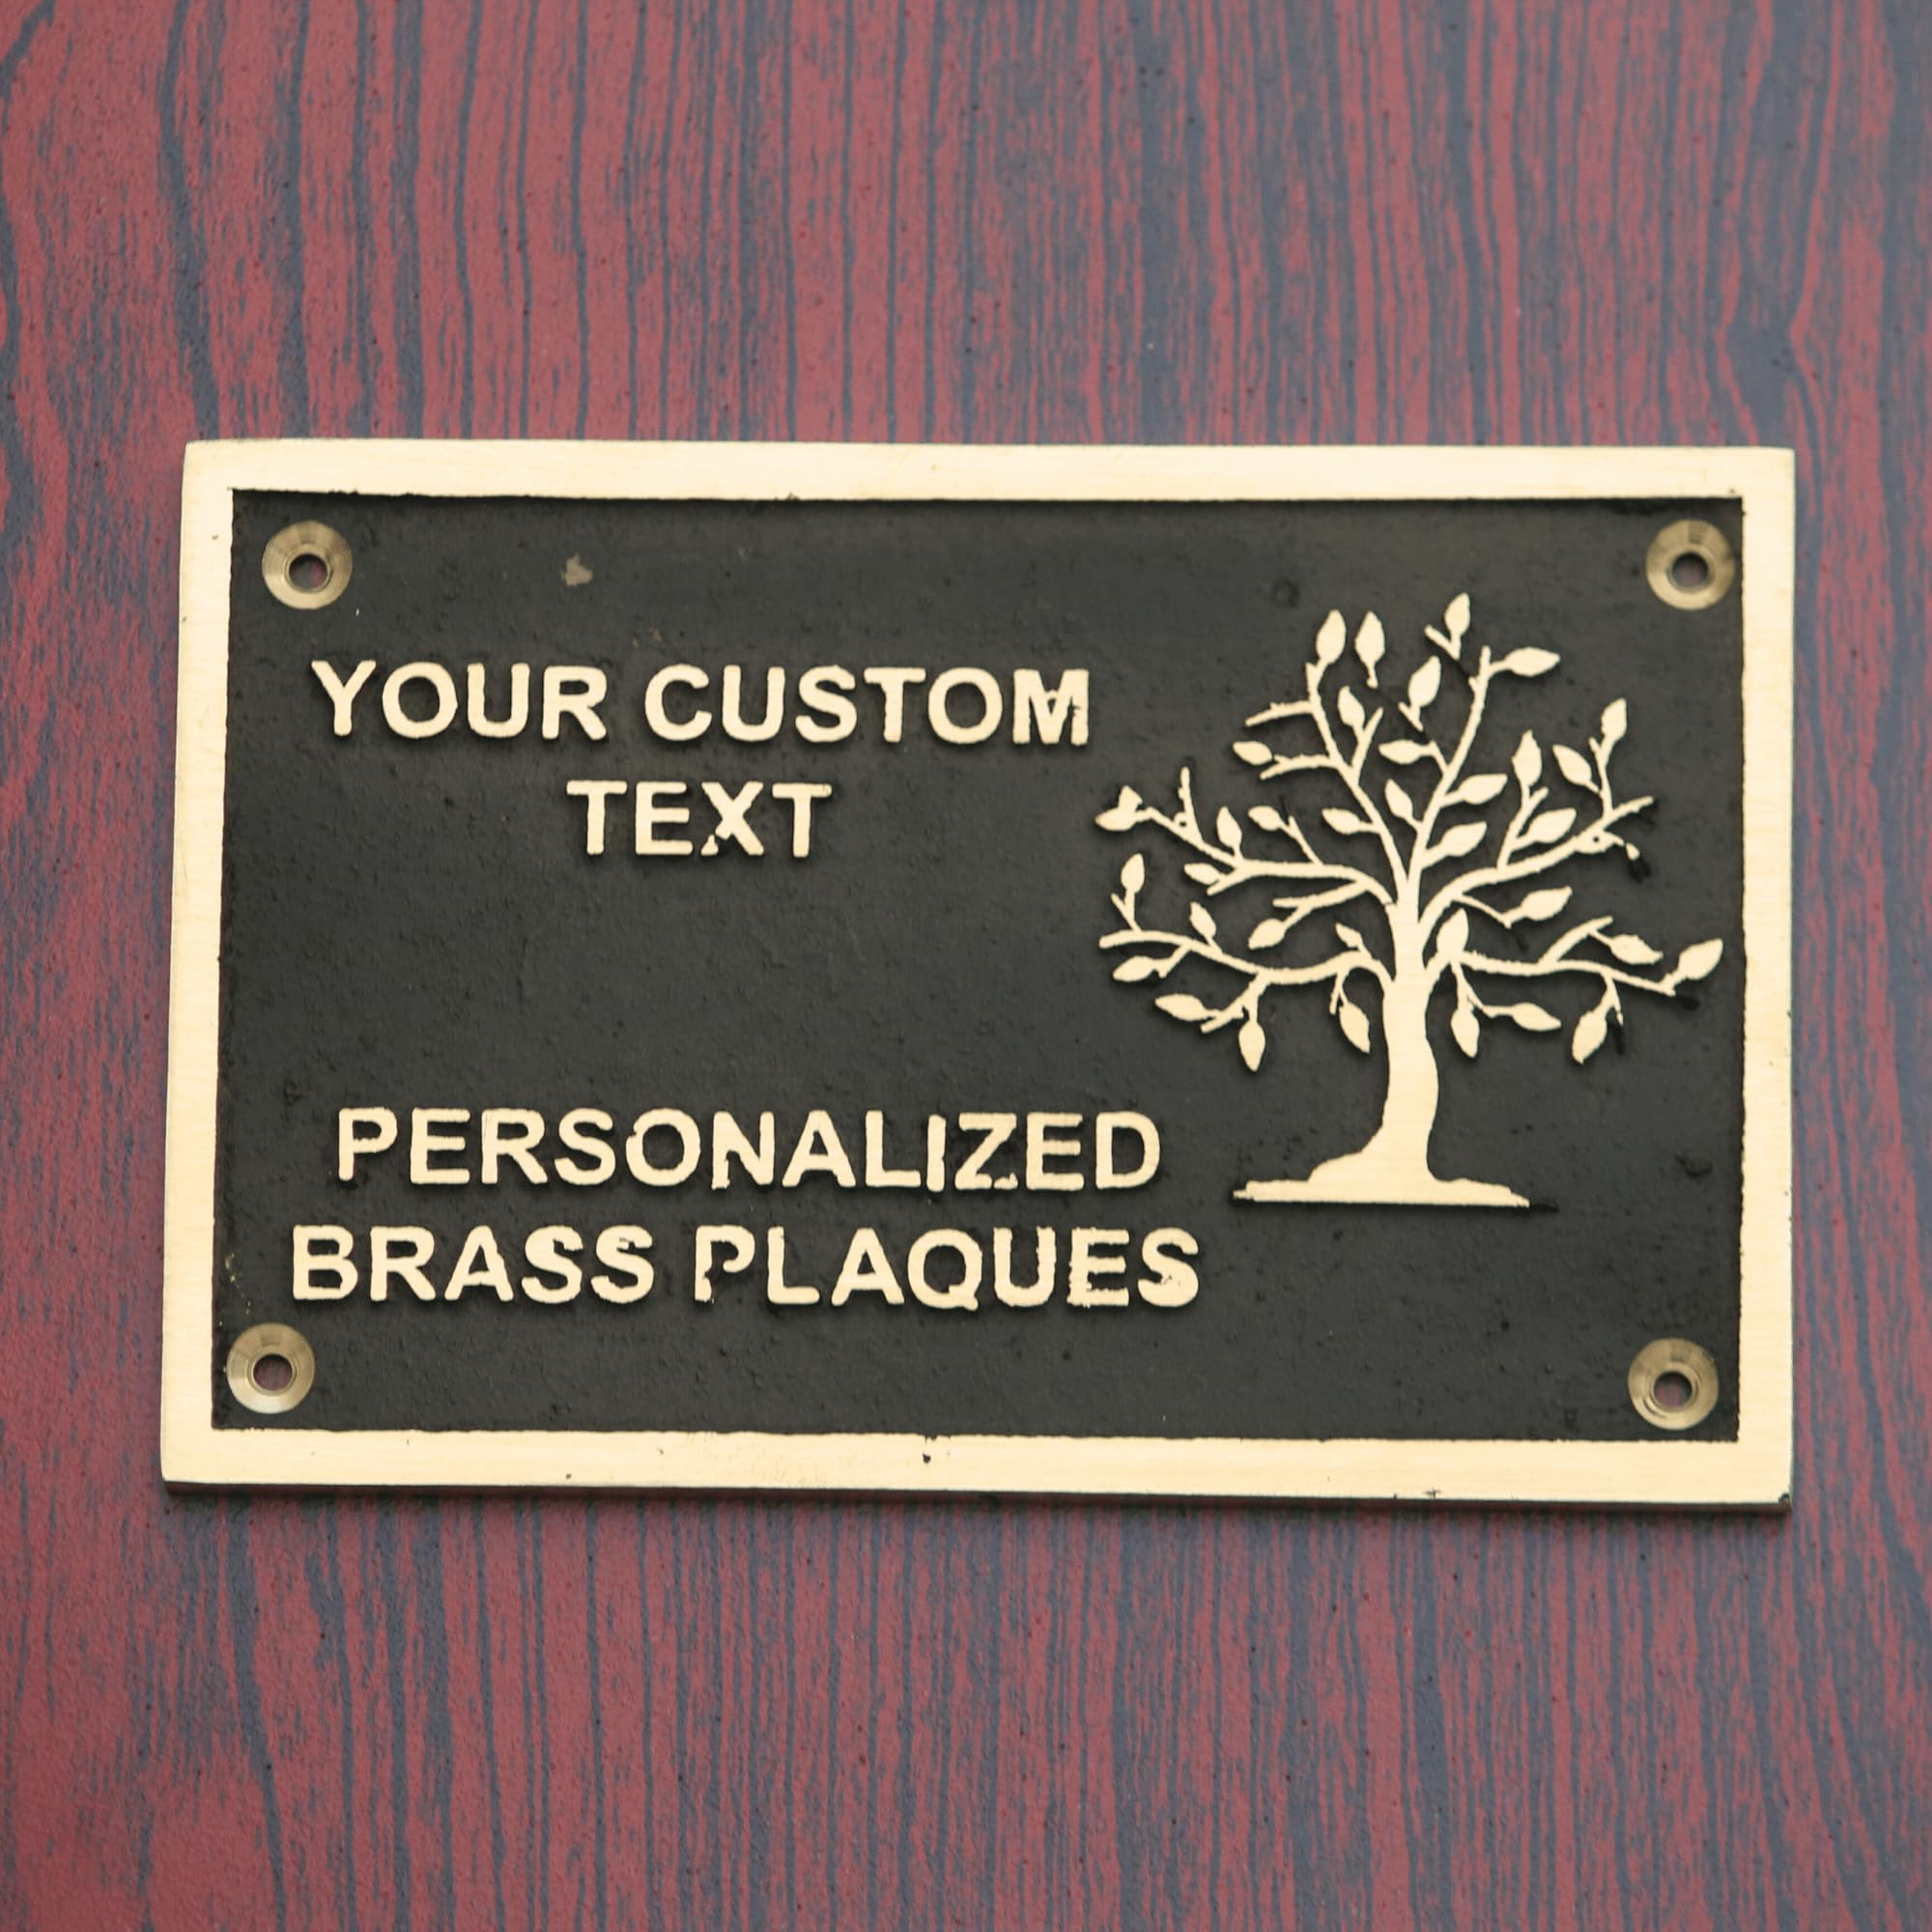 YOUR CUSTOM
TEXT
PERSONALIZED
BRASS PLAQUES